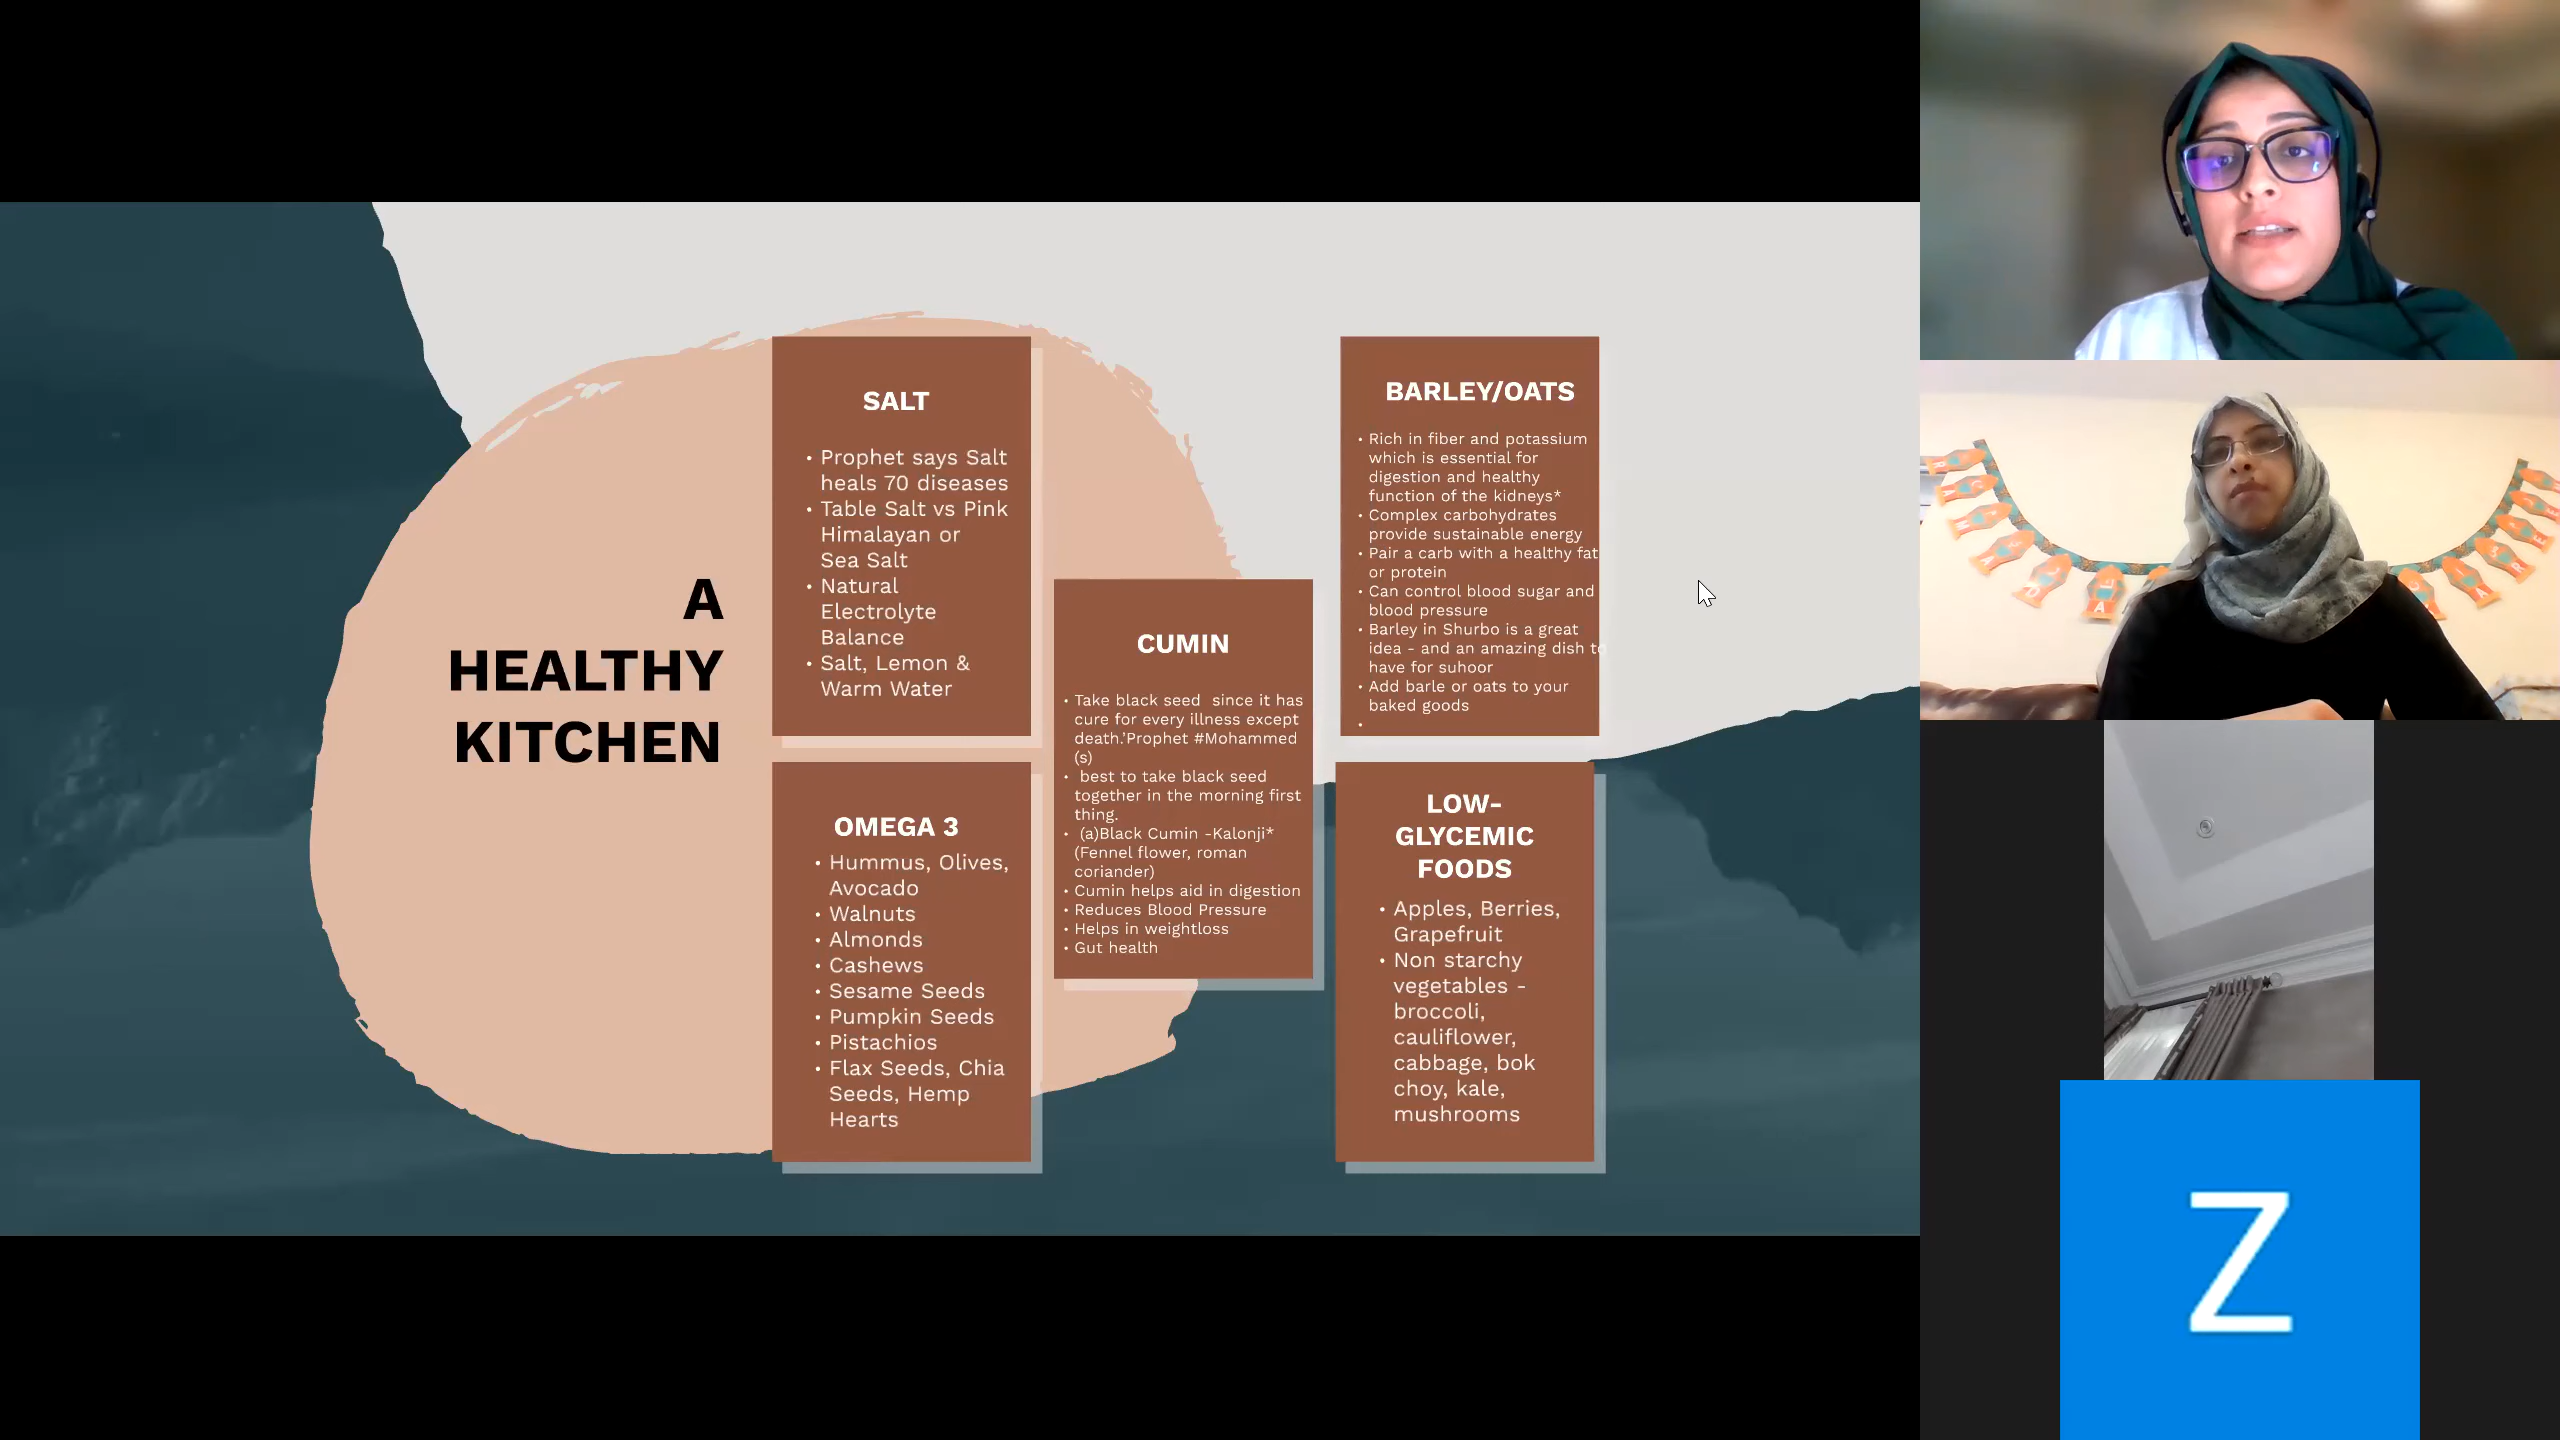 A
HEALTHY
KITCHEN
SALT
• Prophet says Salt
heals 70 diseases
• Table Salt vs Pink
Himalayan or
Sea Salt
• Natural
Electrolyte
Balance
• Salt, Lemon &
Warm Water
OMEGA 3
• Hummus, Olives,
Avocado
• Walnuts
• Almonds
• Cashews
• Sesame Seeds
• Pumpkin Seeds
• Pistachios
• Flax Seeds, Chia
Seeds, Hemp
Hearts
CUMIN
• Take black seed since it has
cure for every illness except
death.'Prophet #Mohammed
(s)
• best to take black seed
together in the morning first
thing.
• (a)Black Cumin -Kalonji*
(Fennel flower, roman
coriander)
• Cumin helps aid in digestion
• Reduces Blood Pressure
• Helps in weightloss
• Gut health
BARLEY/OATS
• Rich in fiber and potassium
which is essential for
digestion and healthy
function of the kidneys*
• Complex carbohydrates
provide sustainable energy
• Pair a carb with a healthy fat
or protein
• Can control blood sugar and
blood pressure
• Barley in Shurbo is a great
idea - and an amazing dish to
have for suhoor
• Add barle or oats to your
baked goods
•
LOW-
GLYCEMIC
FOODS
• Apples, Berries,
Grapefruit
• Non starchy
vegetables -
broccoli,
cauliflower,
cabbage, bok
choy, kale,
mushrooms
Z